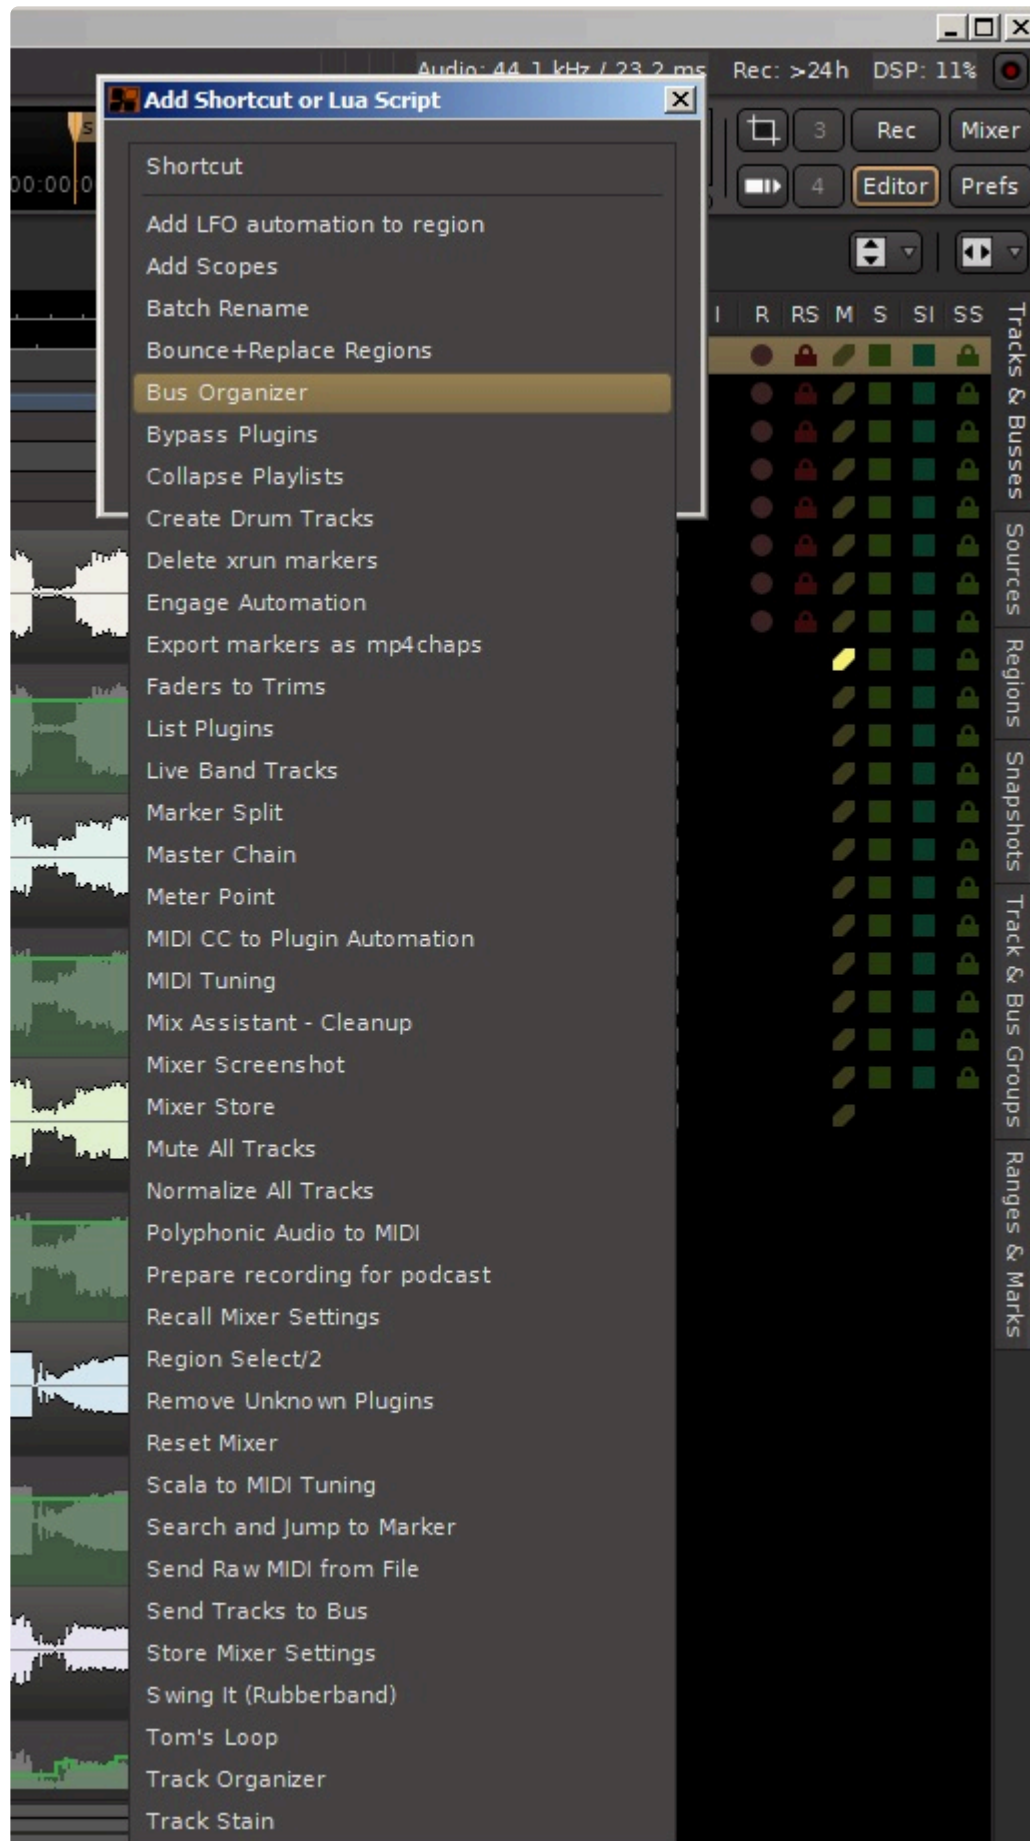 Audio: 44.1 kHz / 23.2 ms Rec: >24h DSP: 11%
Add Shortcut or Lua Script
3 Rec Mixer
4 Editor Prefs
Shortcut
Add LFO automation to region
Add Scopes
Batch Rename
Bounce+Replace Regions
Bus Organizer
Bypass Plugins
Collapse Playlists
Create Drum Tracks
Delete xrun markers
Engage Automation
Export markers as mp4chaps
Faders to Trims
List Plugins
Live Band Tracks
Marker Split
Master Chain
Meter Point
MIDI CC to Plugin Automation
MIDI Tuning
Mix Assistant - Cleanup
Mixer Screenshot
Mixer Store
Mute All Tracks
Normalize All Tracks
Polyphonic Audio to MIDI
Prepare recording for podcast
Recall Mixer Settings
Region Select/2
Remove Unknown Plugins
Reset Mixer
Scala to MIDI Tuning
Search and Jump to Marker
Send Raw MIDI from File
Send Tracks to Bus
Store Mixer Settings
Swing It (Rubberband)
Tom's Loop
Track Organizer
Track Stain
I R RS M S SI SS
Tracks & Busses
Sources
Regions
Snapshots
Track & Bus Groups
Ranges & Marks